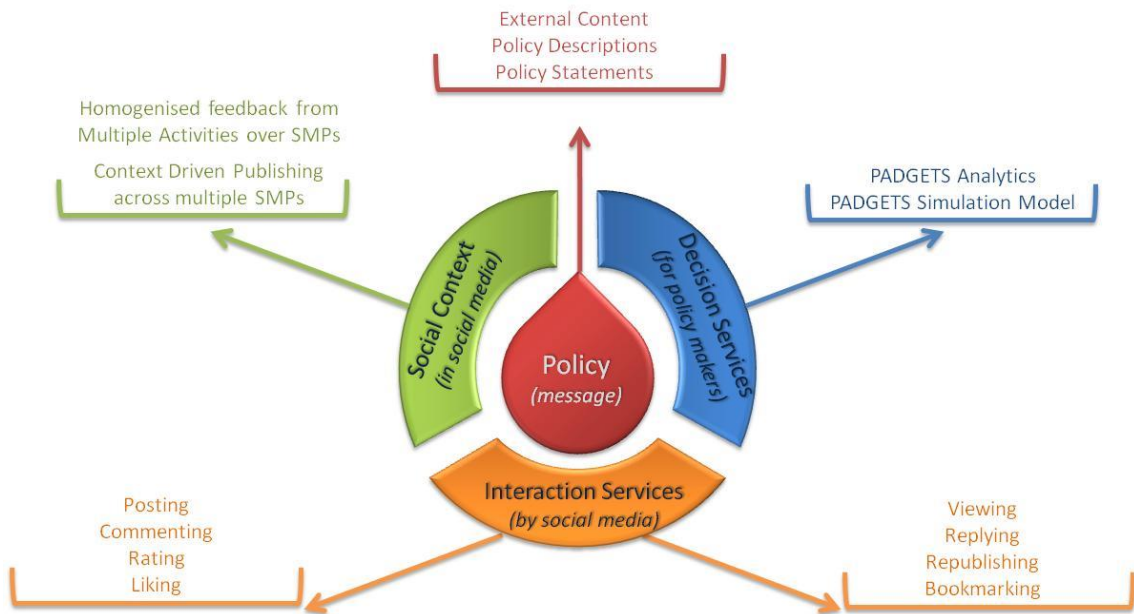 External Content
Policy Descriptions
Policy Statements
Homogenised feedback from
Multiple Activities over SMPs
Context Driven Publishing
across multiple SMPs
PADGETS Analytics
PADGETS Simulation Model
Social Context
(in social media)
Decision Services
(for policy makers)
Policy
(message)
Interaction Services
(by social media)
Posting
Commenting
Rating
Liking
Viewing
Replying
Republishing
Bookmarking